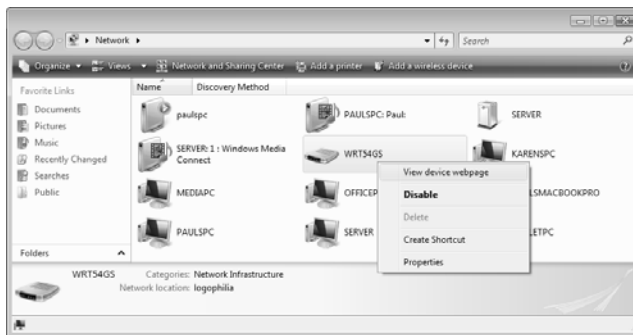 Network
Search
Organize Views Network and Sharing Center Add a printer Add a wireless device
Favorite Links
Documents
Pictures
Music
Recently Changed
Searches
Public
Folders
Name Discovery Method
paulspc
PAULSPC: Paul:
SERVER
SERVER: 1 : Windows Media
Connect
WRT54GS
KARENSPC
MEDIAPC
OFFICEP
LSMACBOOKPRO
PAULSPC
SERVER
LETPC
View device webpage
Disable
Delete
Create Shortcut
Properties
WRT54GS Categories: Network Infrastructure
Network location: logophilia